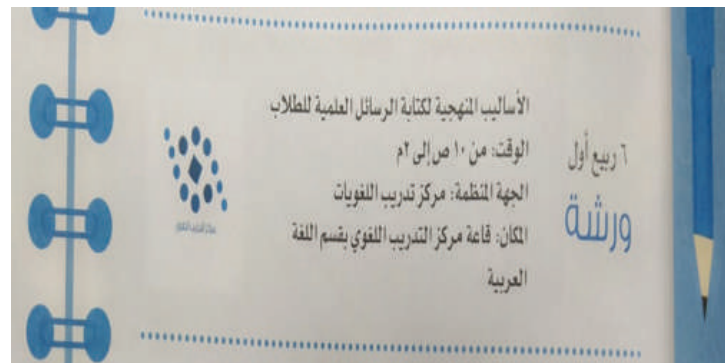 ٦ ربيع أول
ورشة
الأساليب المنهجية لكتابة الرسائل العلمية للطلاب
الوقت: من ١٠ ص إلى ٢م
الجهة المنظمة: مركز تدريب اللغويات
المكان: قاعة مركز التدريب اللغوي بقسم اللغة
العربية